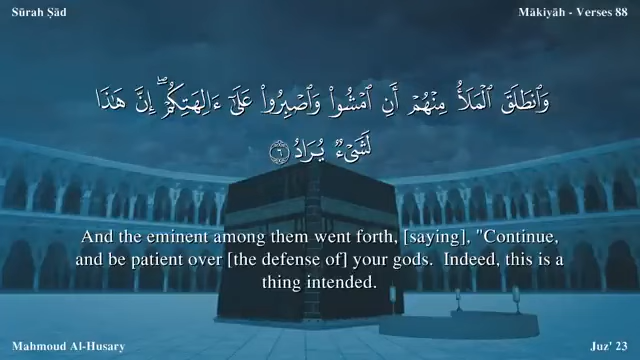 Sūrah Ṣād
Mākiyāh - Verses 88
وَٱنطَلَقَ ٱلْمَلَأُ مِنْهُمْ أَنِ ٱمْشُوا۟ وَٱصْبِرُوا۟ عَلَىٰٓ ءَالِهَتِكُمْ ۖ إِنَّ هَـٰذَا
لَشَىْءٌ يُرَادُ ٦
And the eminent among them went forth, [saying], "Continue,
and be patient over [the defense of] your gods.  Indeed, this is a
thing intended.
Mahmoud Al-Husary
Juz' 23